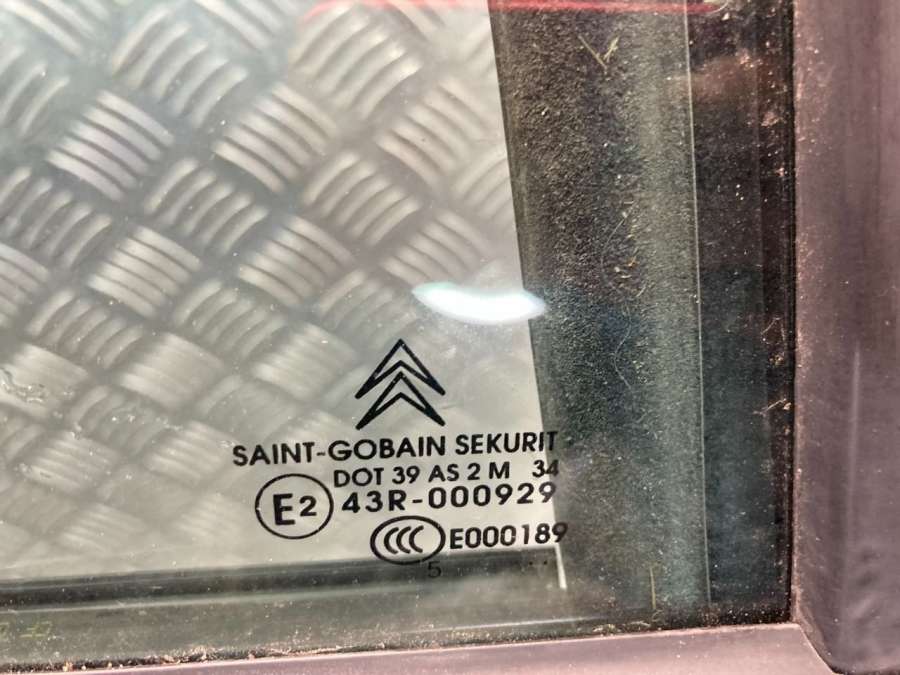 SAINT-GOBAIN SEKURIT
DOT 39 AS 2 M 34
E2 43R-000929
CCC E000189
5